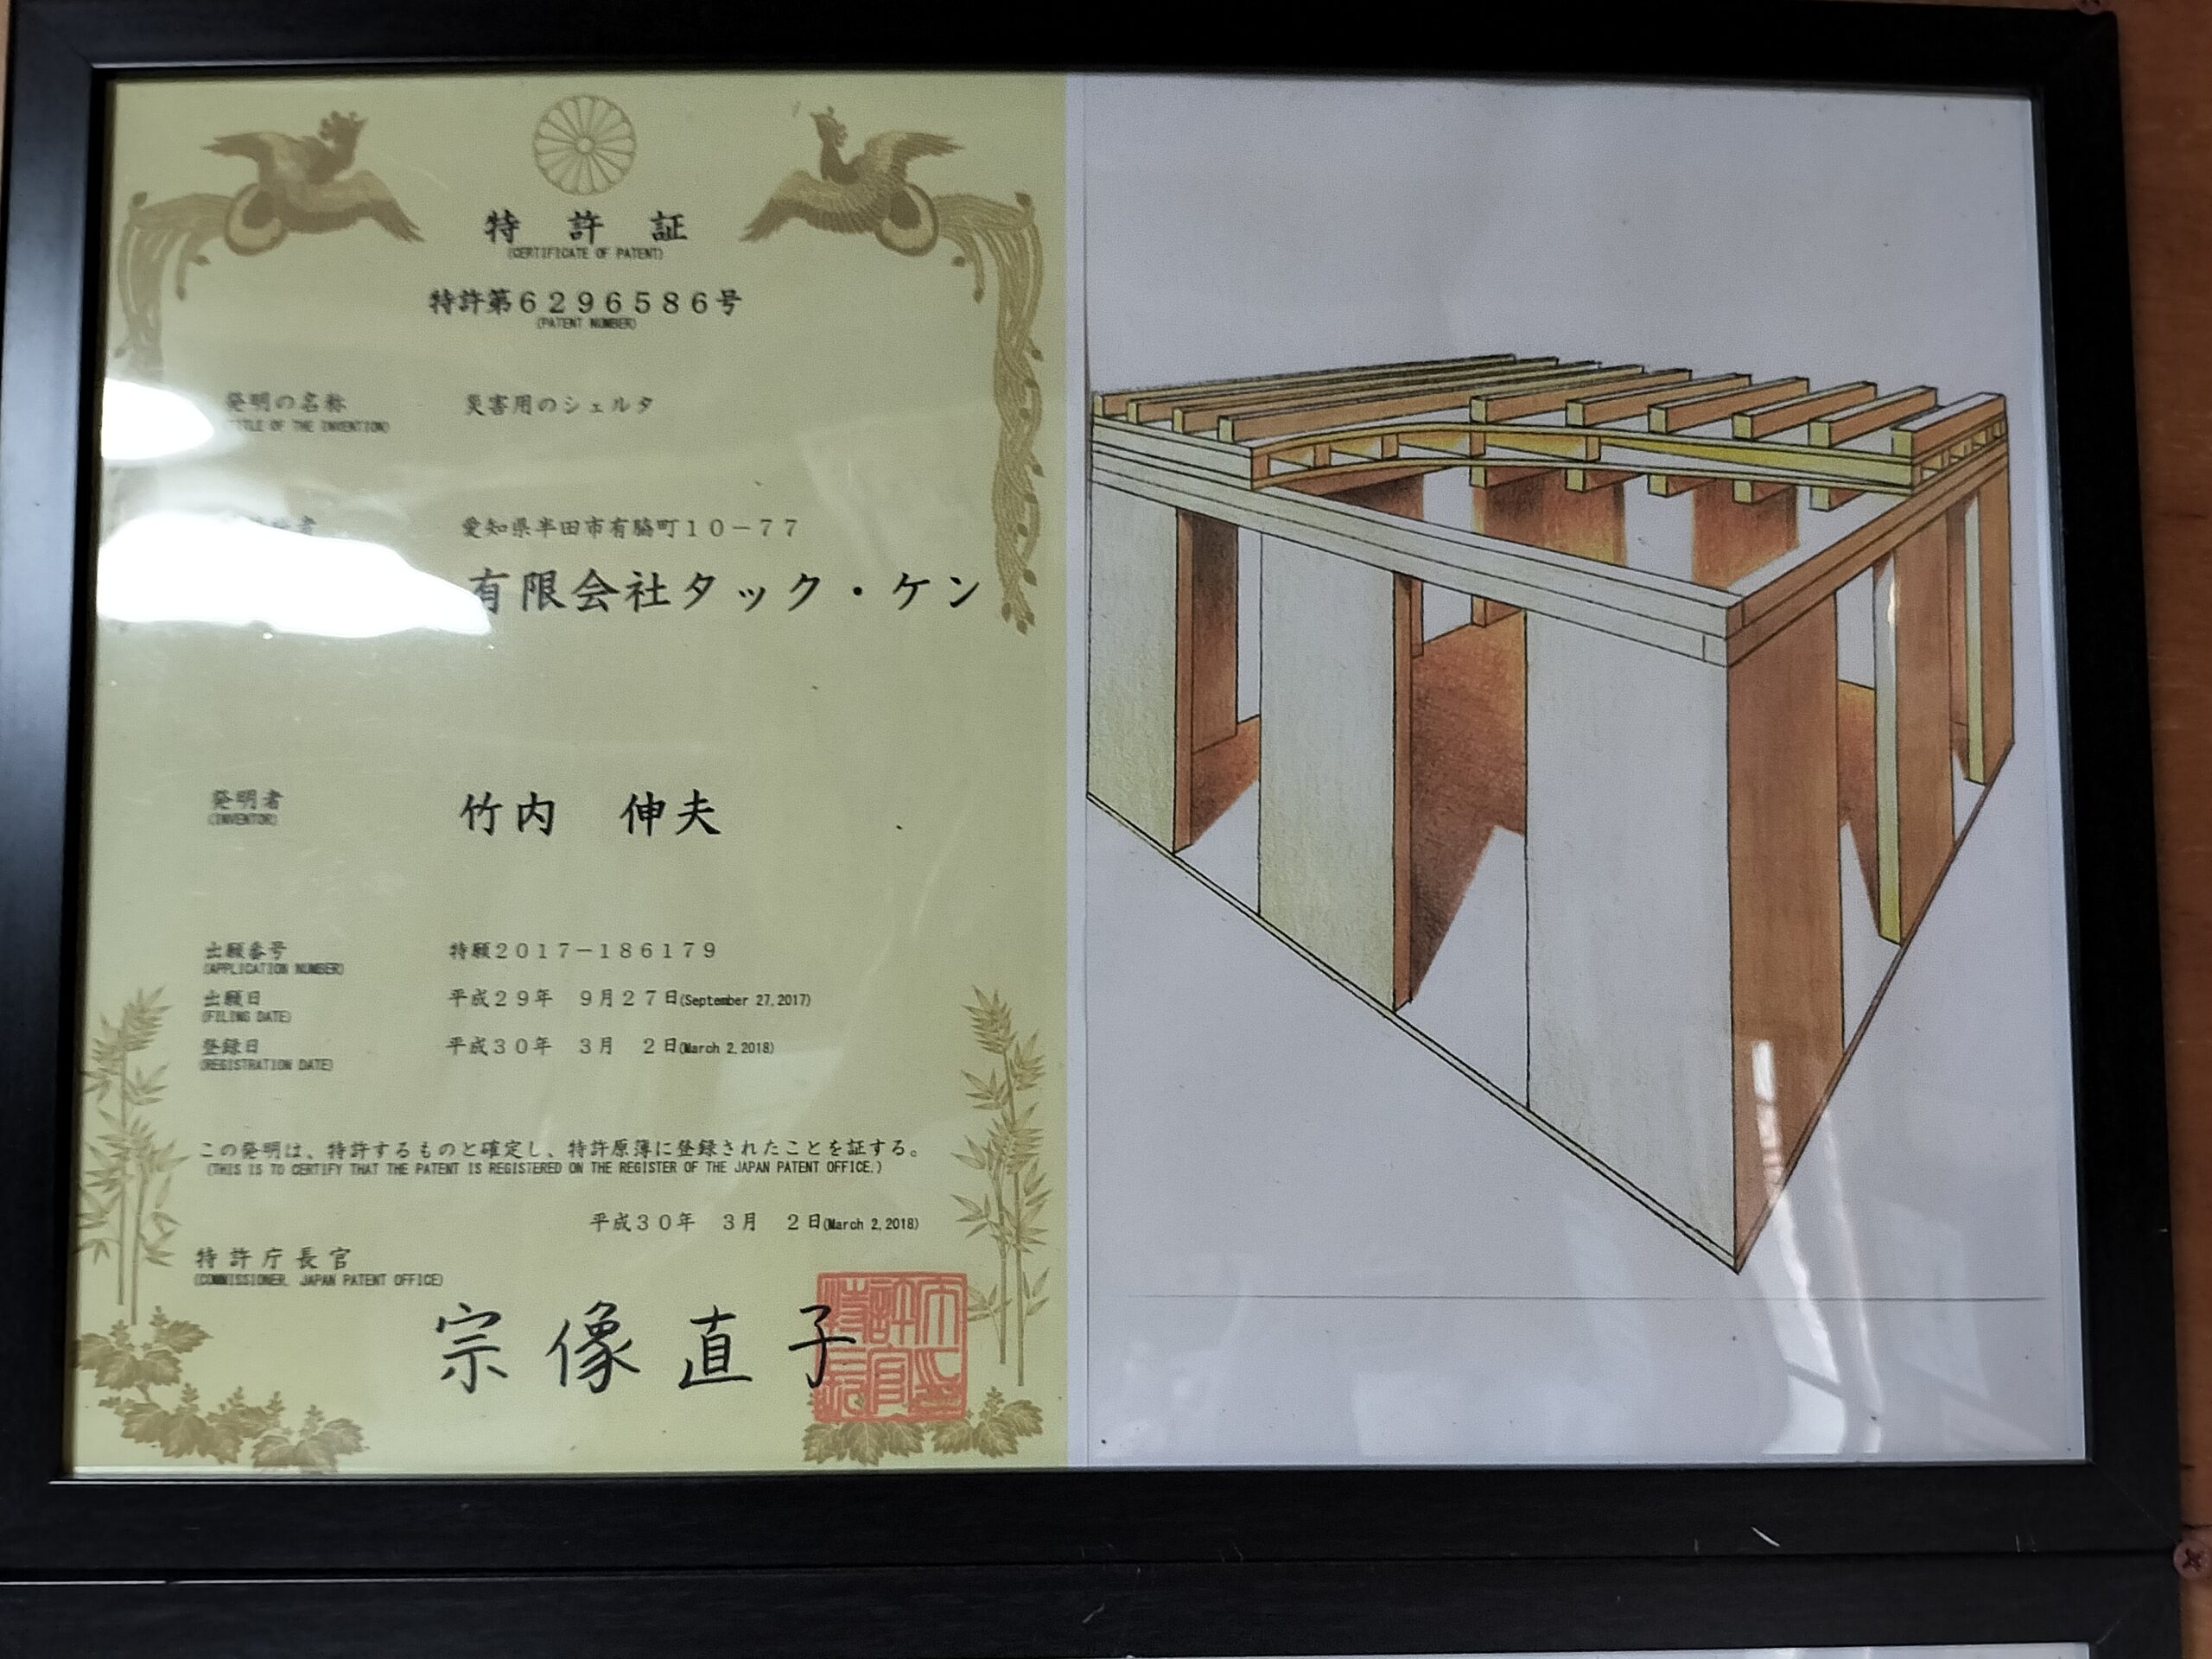 特許証
(CERTIFICATE OF PATENT)
特許第6296586号
(PATENT NUMBER)
発明の名称 災害用のシェルタ
(TITLE OF THE INVENTION)
愛知県半田市有脇町10-77
有限会社タック・ケン
発明者 竹内 伸夫
(INVENTOR)
出願番号 特願2017-186179
(APPLICATION NUMBER)
出願日 平成29年 9月27日(September 27,2017)
(FILING DATE)
登録日 平成30年 3月 2日(March 2,2018)
(REGISTRATION DATE)
この発明は、特許するものと確定し、特許原簿に登録されたことを証する。
(THIS IS TO CERTIFY THAT THE PATENT IS REGISTERED ON THE REGISTER OF THE JAPAN PATENT OFFICE.)
平成30年 3月 2日(March 2,2018)
特許庁長官
(COMMISSIONER, JAPAN PATENT OFFICE)
宗像直子